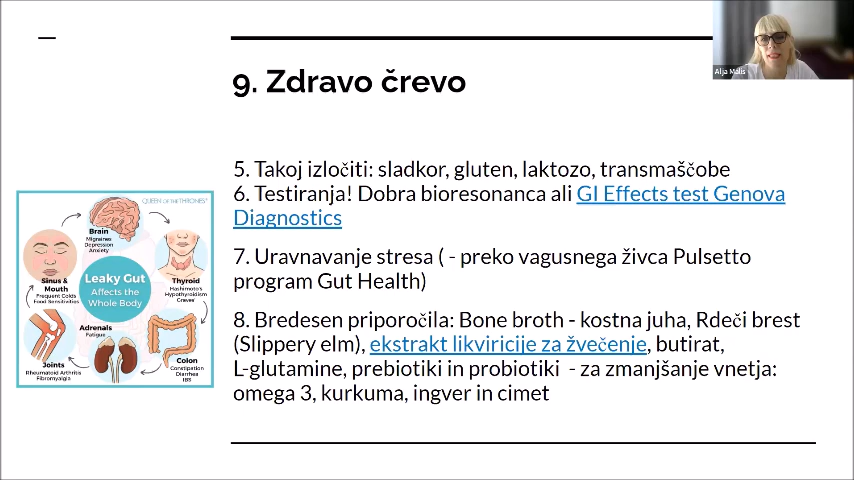 Alja Malis
9. Zdravo črevo
5. Takoj izločiti: sladkor, gluten, laktozo, transmaščobe
6. Testiranja! Dobra bioresonanca ali GI Effects test Genova
Diagnostics
7. Uravnavanje stresa ( - preko vagusnega živca Pulsetto
program Gut Health)
8. Bredesen priporočila: Bone broth - kostna juha, Rdeči brest
(Slippery elm), ekstrakt likviricije za žvečenje, butirat,
L-glutamine, prebiotiki in probiotiki - za zmanjšanje vnetja:
omega 3, kurkuma, ingver in cimet
QUEEN OF THE THRONES
Brain
Migraines
Depression
Anxiety
Sinus &
Mouth
Frequent Colds
Food Sensitivities
Leaky Gut
Affects the
Whole Body
Thyroid
Hashimoto's
Hypothyroidism
Graves'
Adrenals
Fatigue
Joints
Rheumatoid Arthritis
Fibromyalgia
Colon
Constipation
Diarrhea
IBS